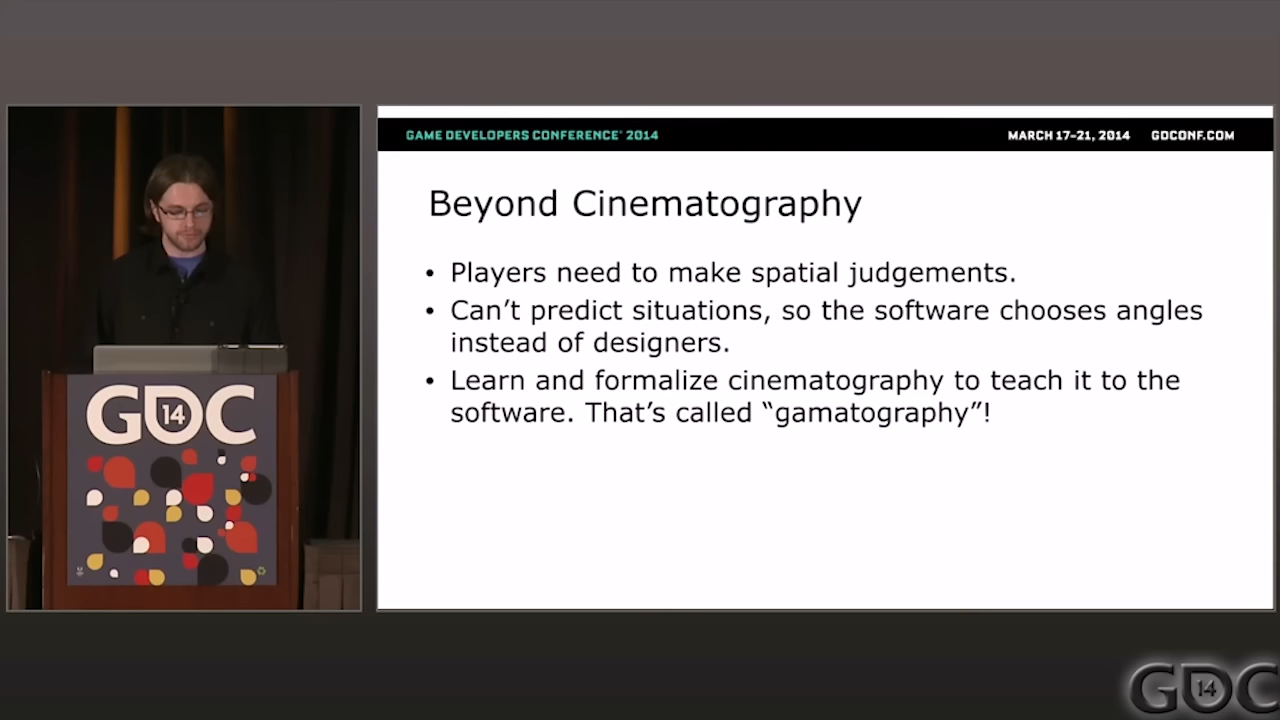 GAME DEVELOPERS CONFERENCE® 2014
MARCH 17-21, 2014 GDCONF.COM
Beyond Cinematography
• Players need to make spatial judgements.
• Can’t predict situations, so the software chooses angles
instead of designers.
• Learn and formalize cinematography to teach it to the
software. That’s called “gamatography”!
GDC
14
GDC
14